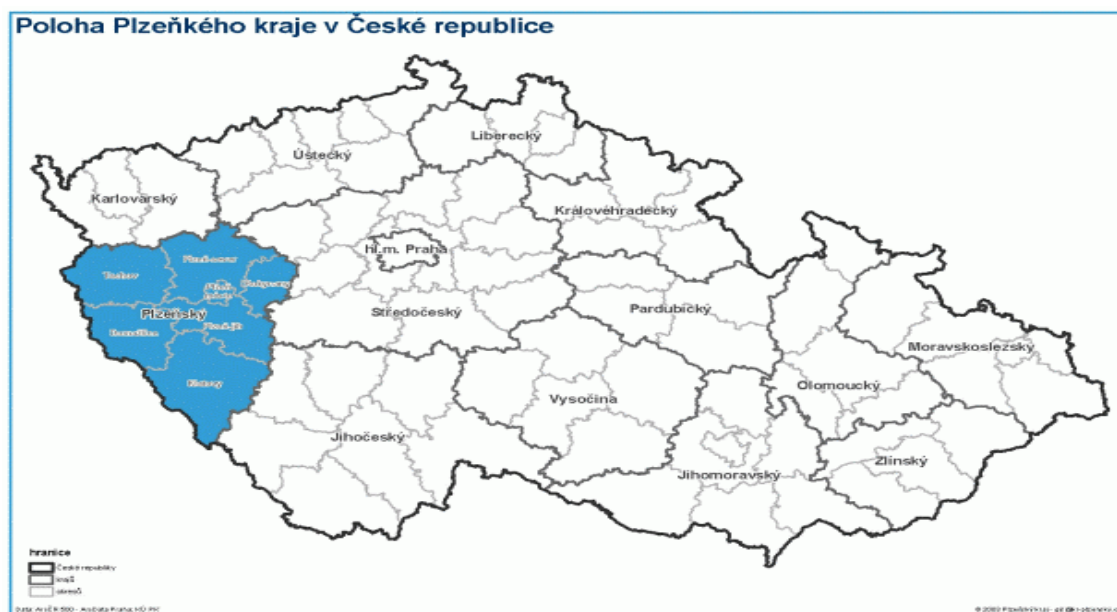 Poloha Plzeňkého kraje v České republice
Liberecký
Ústecký
Karlovarský
Královéhradecký
hl.m. Praha
Tachov
Plzeňský
Středočeský
Pardubický
Moravskoslezský
Klatovy
Vysočina
Olomoucký
Jihočeský
Jihomoravský
Zlínský
hranice
České republiky
krajů
okresů